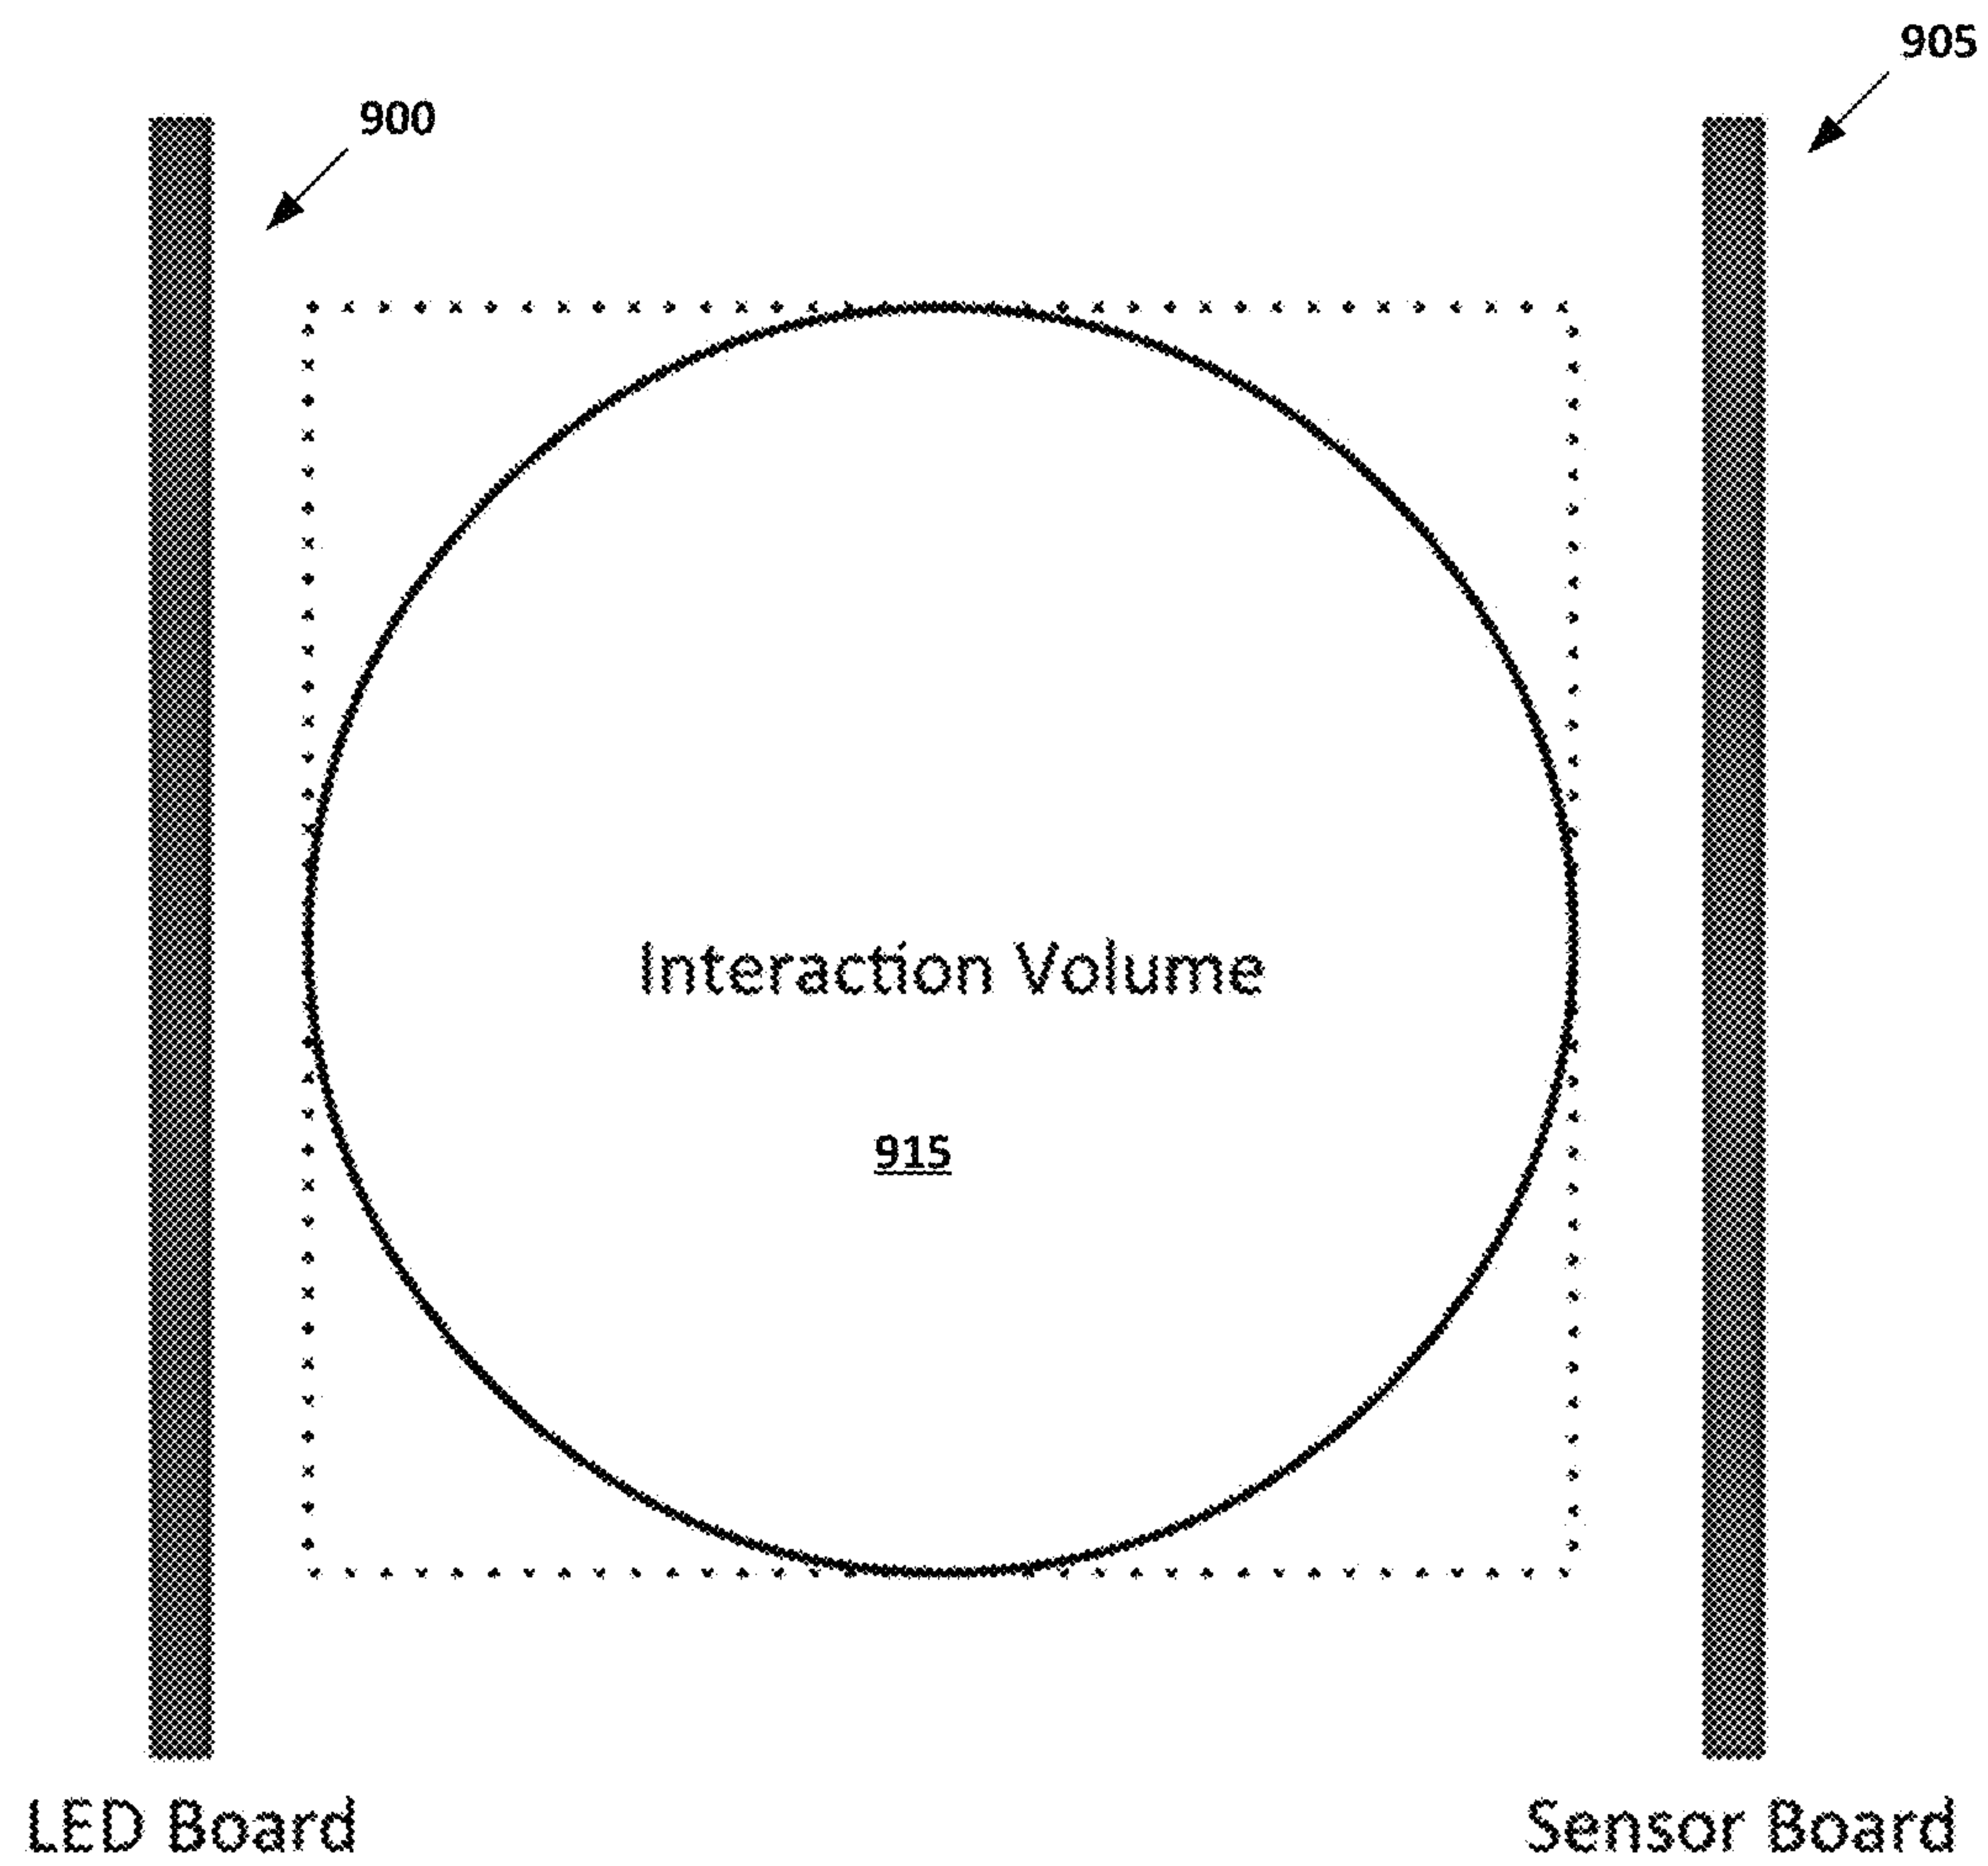 905
900
Interaction Volume
915
LED Board
Sensor Board